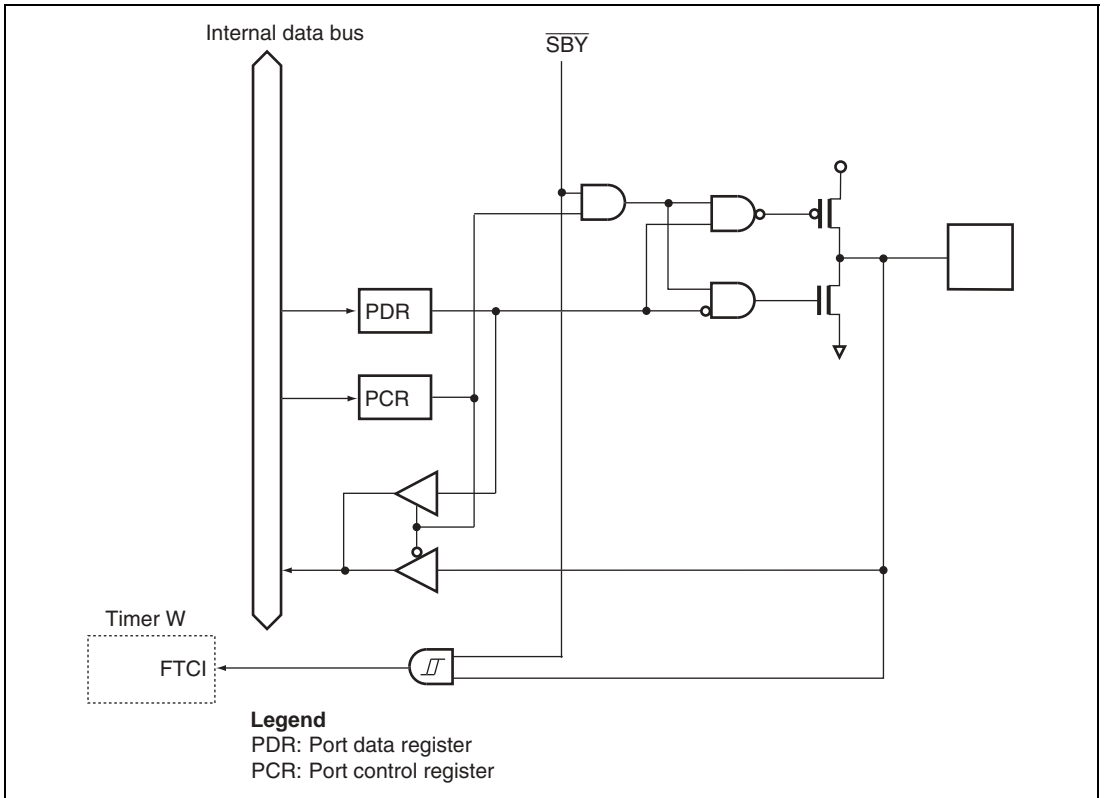 Internal data bus
SBY
PDR
PCR
Timer W
FTCI
Legend
PDR: Port data register
PCR: Port control register